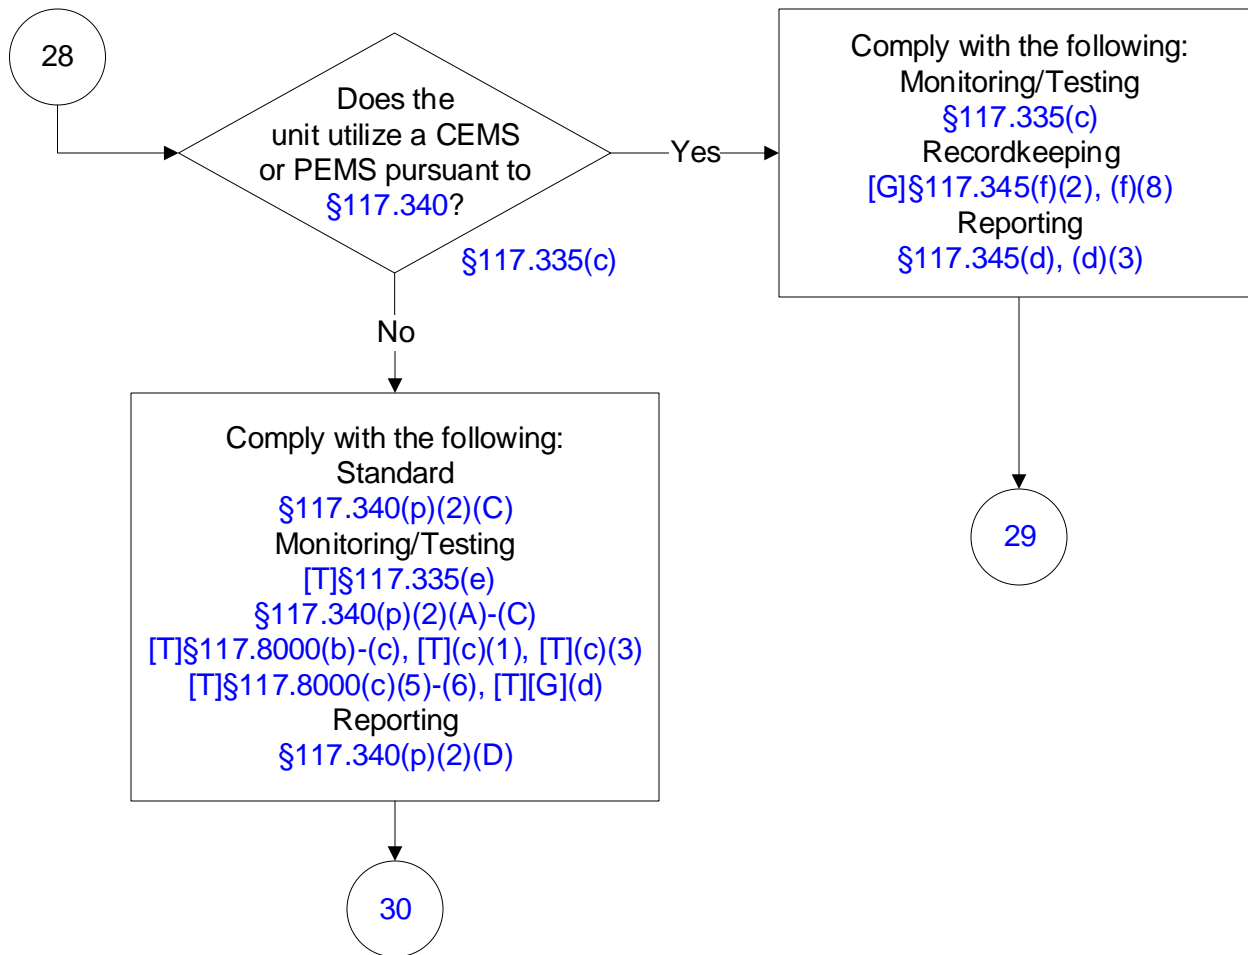 28
Does the
unit utilize a CEMS
or PEMS pursuant to
§117.340?
§117.335(c)
Yes
Comply with the following:
Monitoring/Testing
§117.335(c)
Recordkeeping
[G]§117.345(f)(2), (f)(8)
Reporting
§117.345(d), (d)(3)
29
No
Comply with the following:
Standard
§117.340(p)(2)(C)
Monitoring/Testing
[T]§117.335(e)
§117.340(p)(2)(A)-(C)
[T]§117.8000(b)-(c), [T](c)(1), [T](c)(3)
[T]§117.8000(c)(5)-(6), [T][G](d)
Reporting
§117.340(p)(2)(D)
30